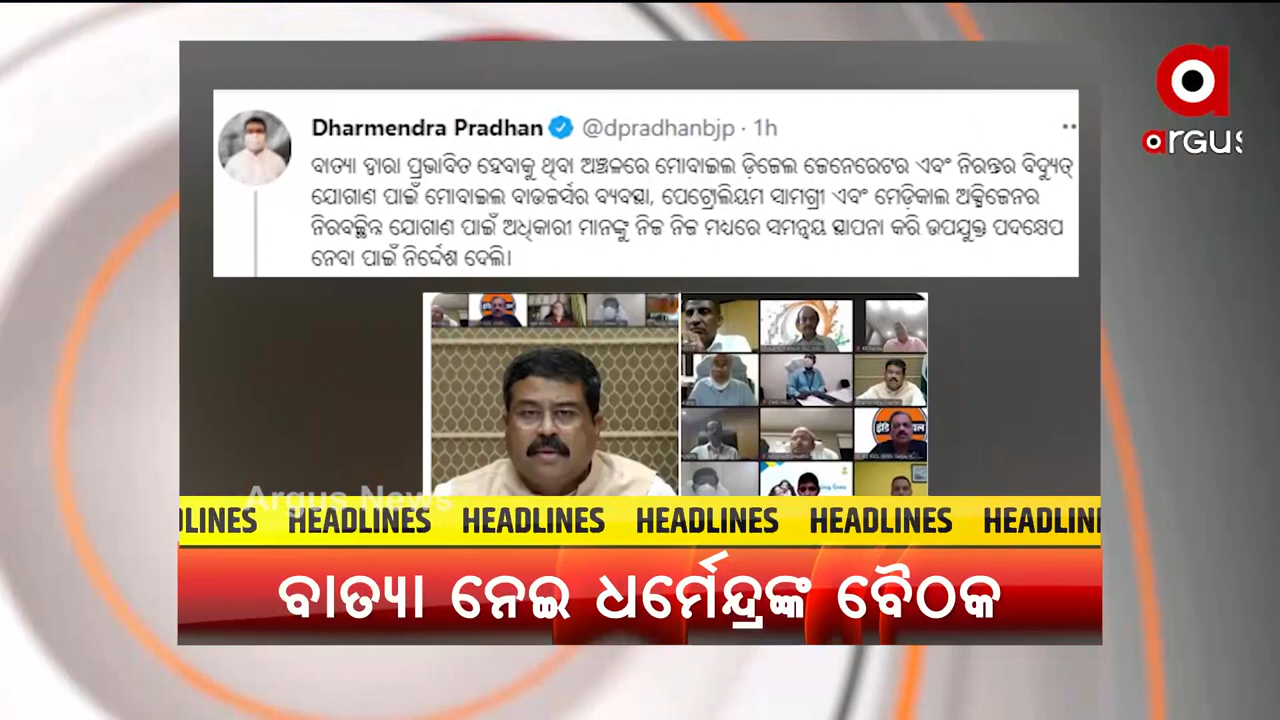 Dharmendra Pradhan @dpradhanbjp · 1h
ବାତ୍ୟା ଦ୍ୱାରା ପ୍ରଭାବିତ ହେବାକୁ ଥିବା ଅଞ୍ଚଳରେ ମୋବାଇଲ ଡ଼ିଜେଲ ଜେନେରେଟର ଏବଂ ନିରନ୍ତର ବିଦ୍ୟୁତ୍
ଯୋଗାଣ ପାଇଁ ମୋବାଇଲ ବାଉଜର୍ସର ବ୍ୟବସ୍ଥା, ପେଟ୍ରୋଲିୟମ ସାମଗ୍ରୀ ଏବଂ ମେଡ଼ିକାଲ ଅକ୍ସିଜେନର
ନିରବଚ୍ଛିନ୍ନ ଯୋଗାଣ ପାଇଁ ଅଧିକାରୀ ମାନଙ୍କୁ ନିଜ ନିଜ ମଧ୍ୟରେ ସମନ୍ୱୟ ସ୍ଥାପନା କରି ଉପଯୁକ୍ତ ପଦକ୍ଷେପ
ନେବା ପାଇଁ ନିର୍ଦ୍ଦେଶ ଦେଲି।
argus
Argus News
HEADLINES HEADLINES HEADLINES HEADLINES
ବାତ୍ୟା ନେଇ ଧର୍ମେନ୍ଦ୍ରଙ୍କ ବୈଠକ